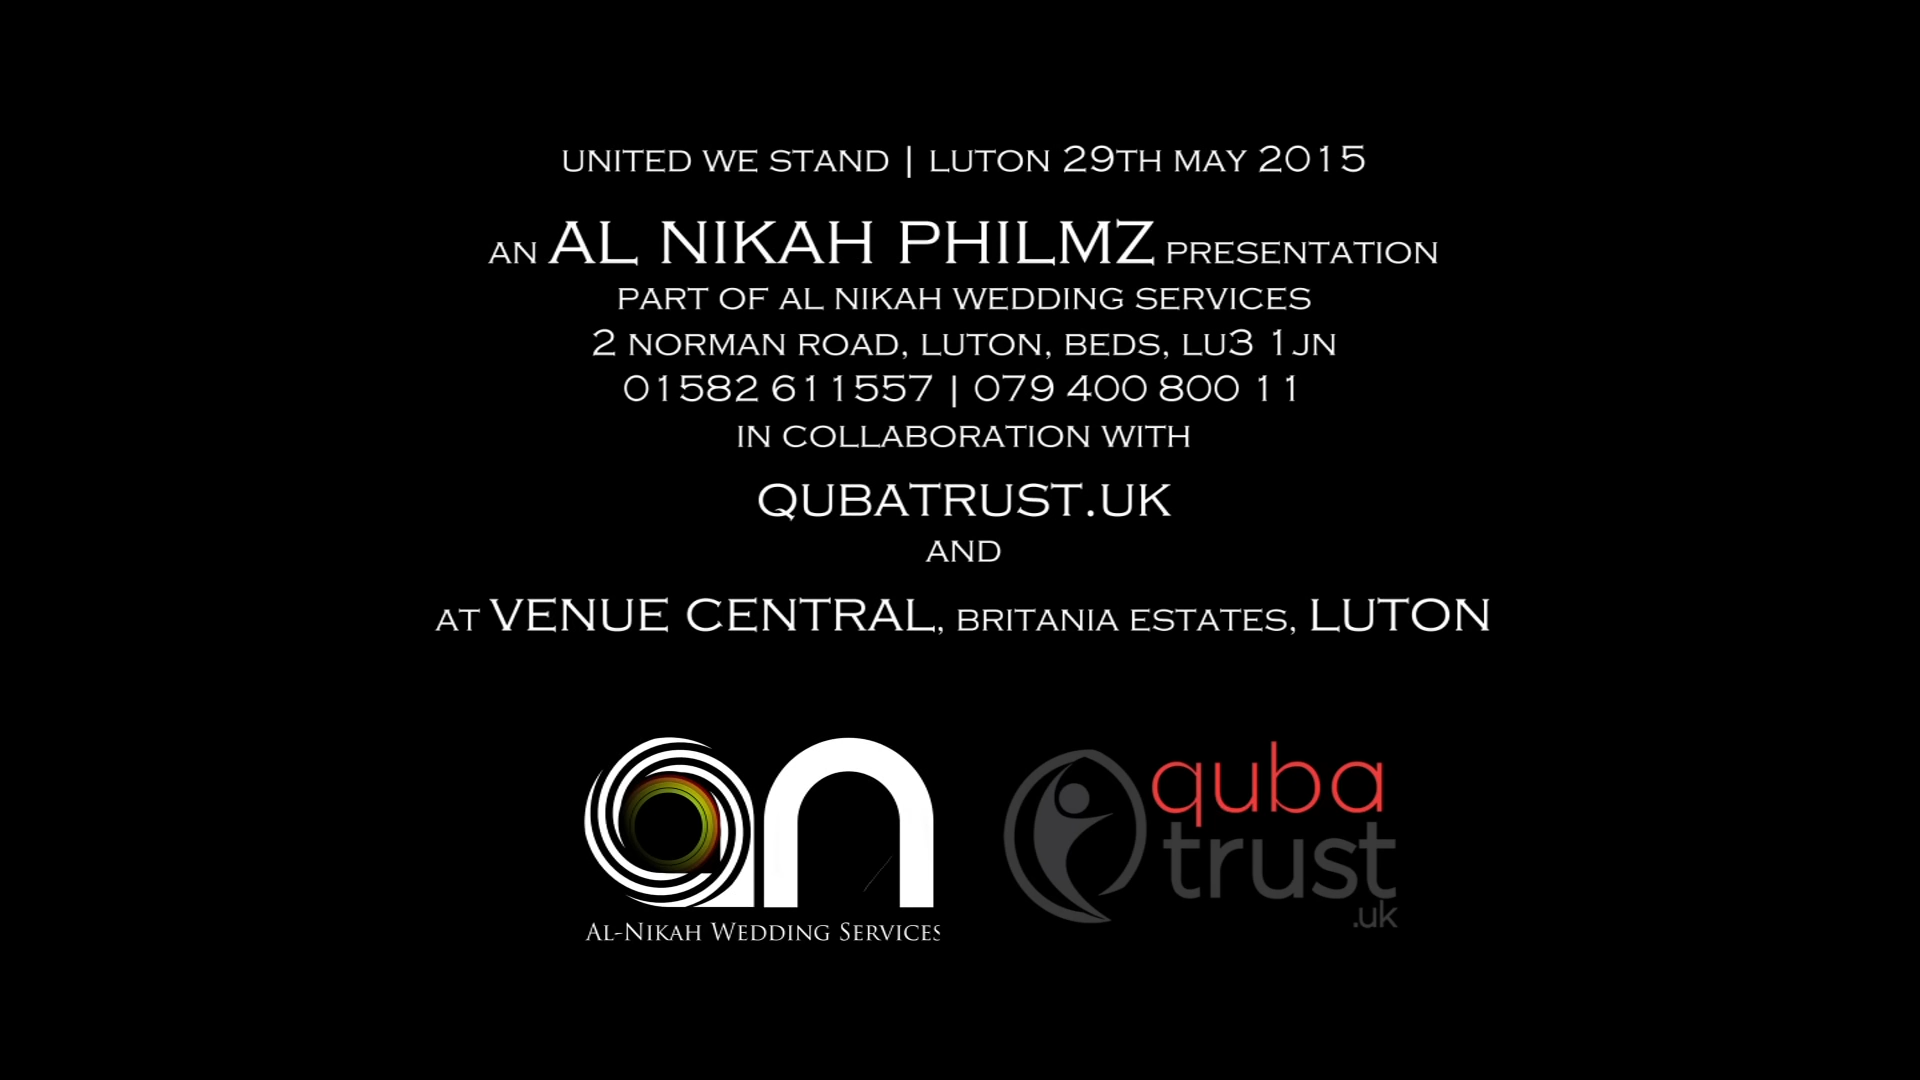 UNITED WE STAND | LUTON 29TH MAY 2015
AN AL NIKAH PHILMZ PRESENTATION
PART OF AL NIKAH WEDDING SERVICES
2 NORMAN ROAD, LUTON, BEDS, LU3 1JN
01582 611557 | 079 400 800 11
IN COLLABORATION WITH
QUBATRUST.UK
AND
AT VENUE CENTRAL, BRITANIA ESTATES, LUTON
an
AL-NIKAH WEDDING SERVICES
quba
trust
.uk